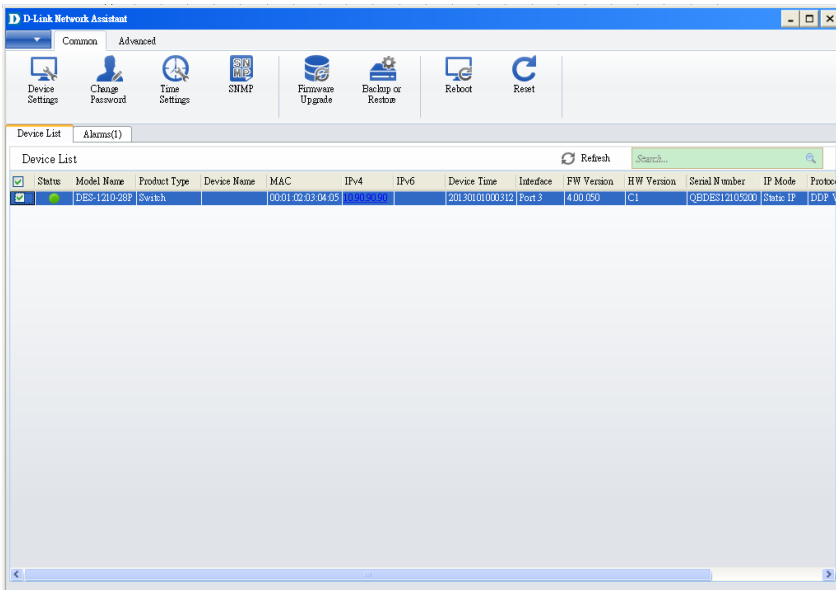 D-Link Network Assistant
Common Advanced
Device Settings
Change Password
Time Settings
SNMP
Firmware Upgrade
Backup or Restore
Reboot
Reset
Device List Alarms(1)
Device List Refresh Search...
Status Model Name Product Type Device Name MAC IPv4 IPv6 Device Time Interface FW Version HW Version Serial Number IP Mode Protoco
DES-1210-28P Switch 00:01:02:03:04:05 10.90.90.90 20130101000312 Port 3 4.00.050 C1 QBDES12105200 Static IP DDP V